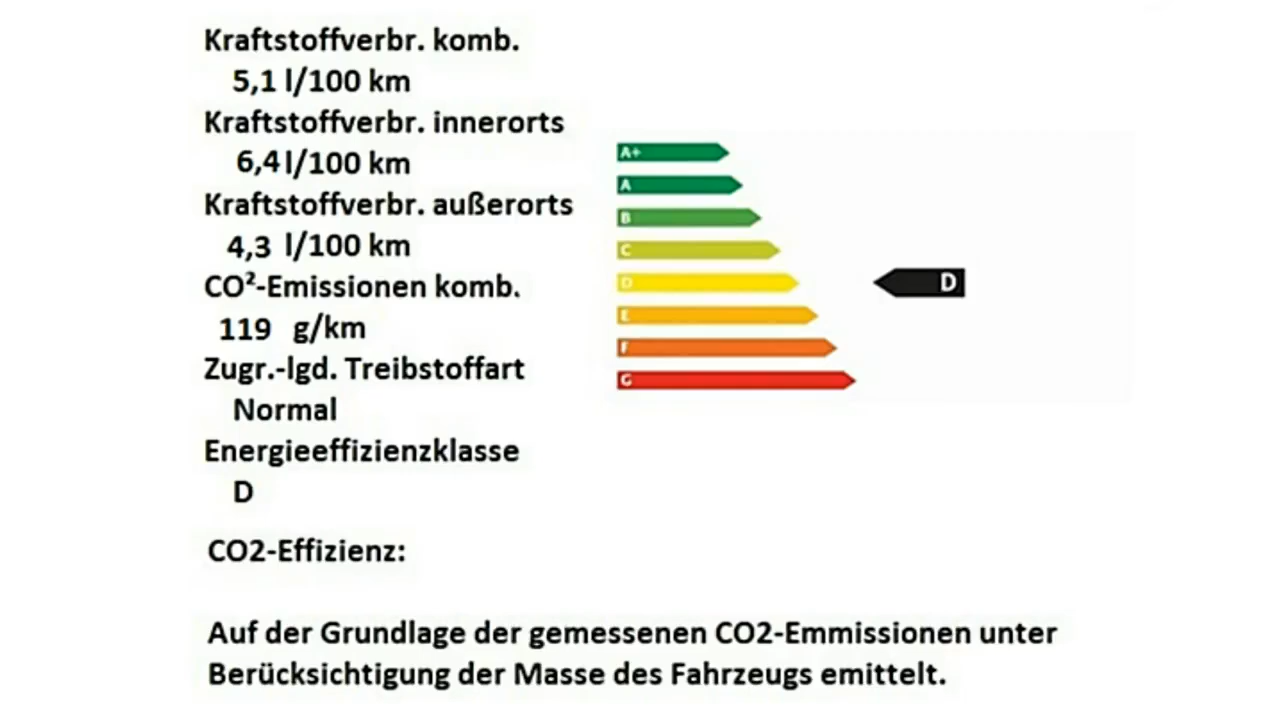 Kraftstoffverbr. komb.
5,1 l/100 km
Kraftstoffverbr. innerorts
6,4 l/100 km
Kraftstoffverbr. außerorts
4,3 l/100 km
CO²-Emissionen komb.
119 g/km
Zugr.-lgd. Treibstoffart
Normal
Energieeffizienzklasse
D
A+
A
B
C
D
D
E
F
G
CO2-Effizienz:
Auf der Grundlage der gemessenen CO2-Emmissionen unter
Berücksichtigung der Masse des Fahrzeugs emittelt.